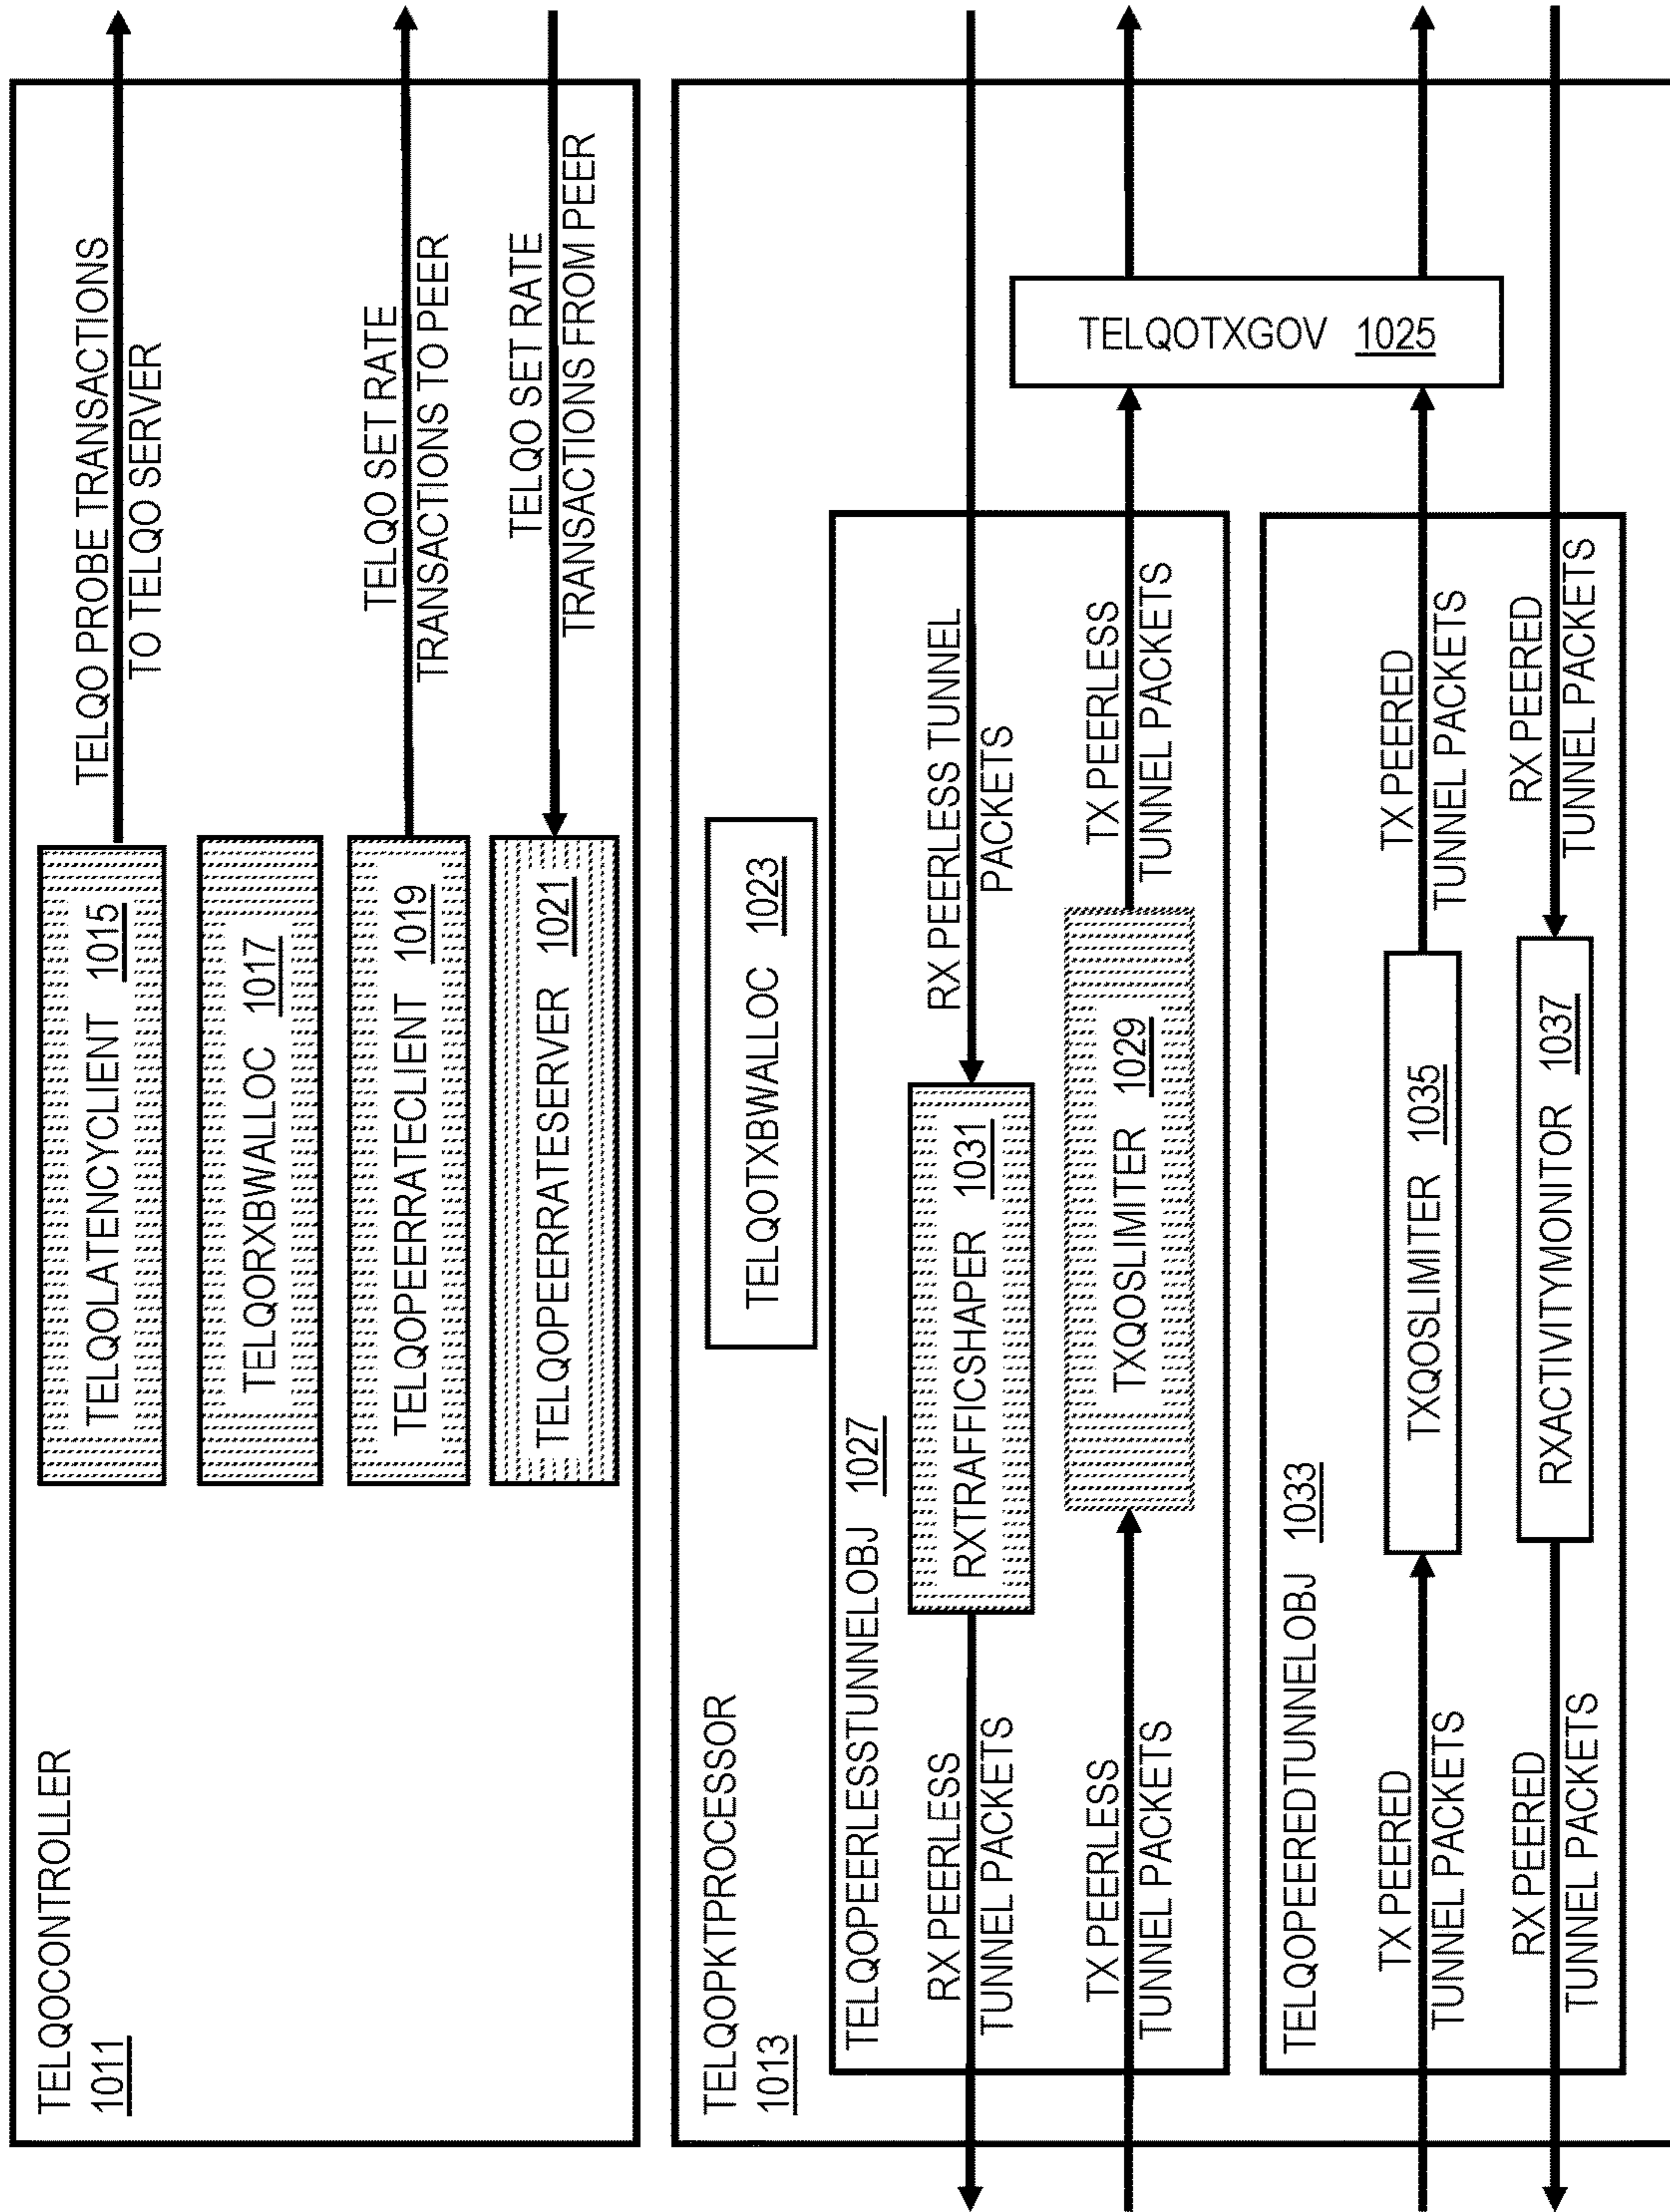 TELQOCONTROLLER
1011
TELQOLATENCYCLIENT 1015
TELQO PROBE TRANSACTIONS
TO TELQO SERVER
TELQORXBWALLOC 1017
TELQOPEERRATECLIENT 1019
TELQO SET RATE
TRANSACTIONS TO PEER
TELQOPEERRATESERVER 1021
TELQO SET RATE
TRANSACTIONS FROM PEER
TELQOPKTPROCESSOR
1013
TELQOTXBWALLOC 1023
TELQOPEERLESSTUNNELOBJ 1027
RX PEERLESS
TUNNEL PACKETS
RXTRAFFICSHAPER 1031
RX PEERLESS TUNNEL
PACKETS
TX PEERLESS
TUNNEL PACKETS
TXQOSLIMITER 1029
TX PEERLESS
TUNNEL PACKETS
TELQOTXGOV 1025
TELQOPEEREDTUNNELOBJ 1033
TX PEERED
TUNNEL PACKETS
TXQOSLIMITER 1035
TX PEERED
TUNNEL PACKETS
RX PEERED
TUNNEL PACKETS
RXACTIVITYMONITOR 1037
RX PEERED
TUNNEL PACKETS